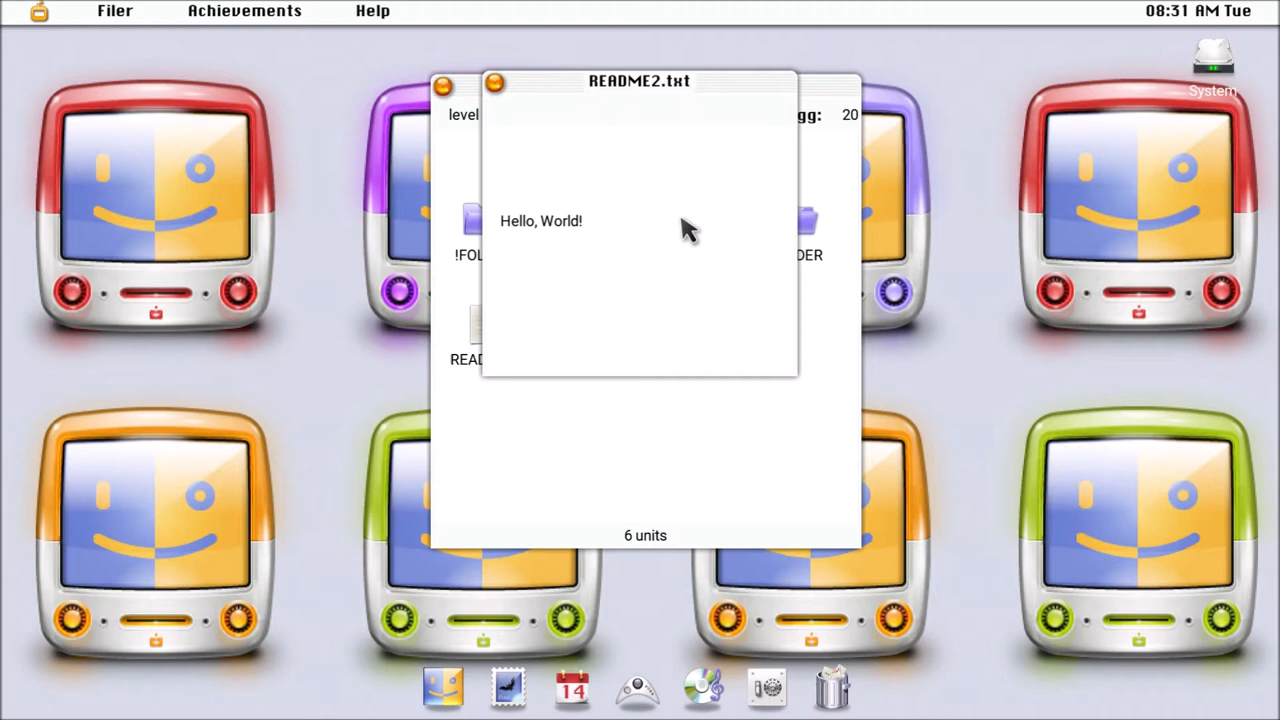 Filer Achievements Help 08:31 AM Tue
System
README2.txt
level gg: 20
Hello, World!
!FOL DER
READ
6 units
14